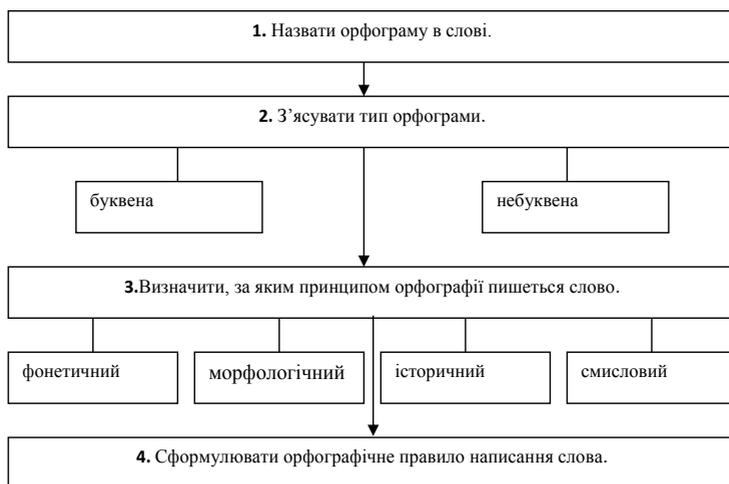 1. Назвати орфограму в слові.
2. З’ясувати тип орфограми.
буквена
небуквена
3.Визначити, за яким принципом орфографії пишеться слово.
фонетичний
морфологічний
історичний
смисловий
4. Сформулювати орфографічне правило написання слова.